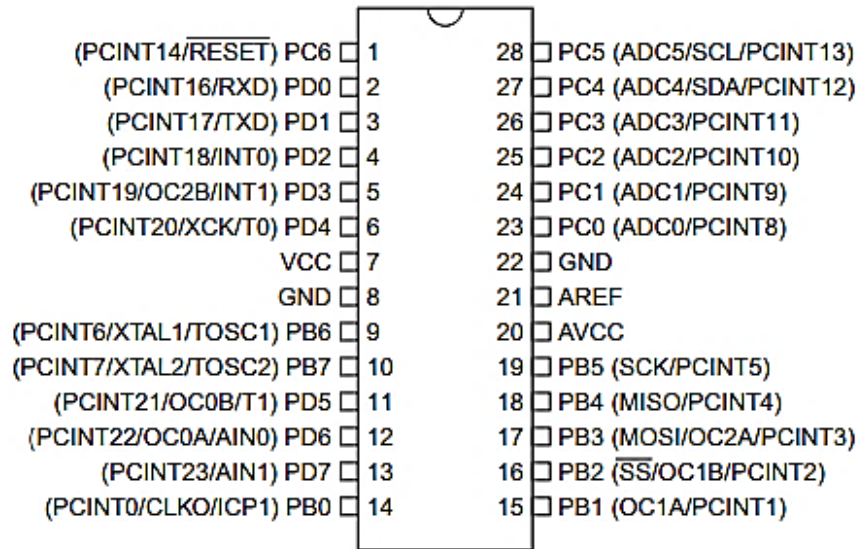 (PCINT14/RESET) PC6 1 28 PC5 (ADC5/SCL/PCINT13)
(PCINT16/RXD) PD0 2 27 PC4 (ADC4/SDA/PCINT12)
(PCINT17/TXD) PD1 3 26 PC3 (ADC3/PCINT11)
(PCINT18/INT0) PD2 4 25 PC2 (ADC2/PCINT10)
(PCINT19/OC2B/INT1) PD3 5 24 PC1 (ADC1/PCINT9)
(PCINT20/XCK/T0) PD4 6 23 PC0 (ADC0/PCINT8)
VCC 7 22 GND
GND 8 21 AREF
(PCINT6/XTAL1/TOSC1) PB6 9 20 AVCC
(PCINT7/XTAL2/TOSC2) PB7 10 19 PB5 (SCK/PCINT5)
(PCINT21/OC0B/T1) PD5 11 18 PB4 (MISO/PCINT4)
(PCINT22/OC0A/AIN0) PD6 12 17 PB3 (MOSI/OC2A/PCINT3)
(PCINT23/AIN1) PD7 13 16 PB2 (SS/OC1B/PCINT2)
(PCINT0/CLKO/ICP1) PB0 14 15 PB1 (OC1A/PCINT1)